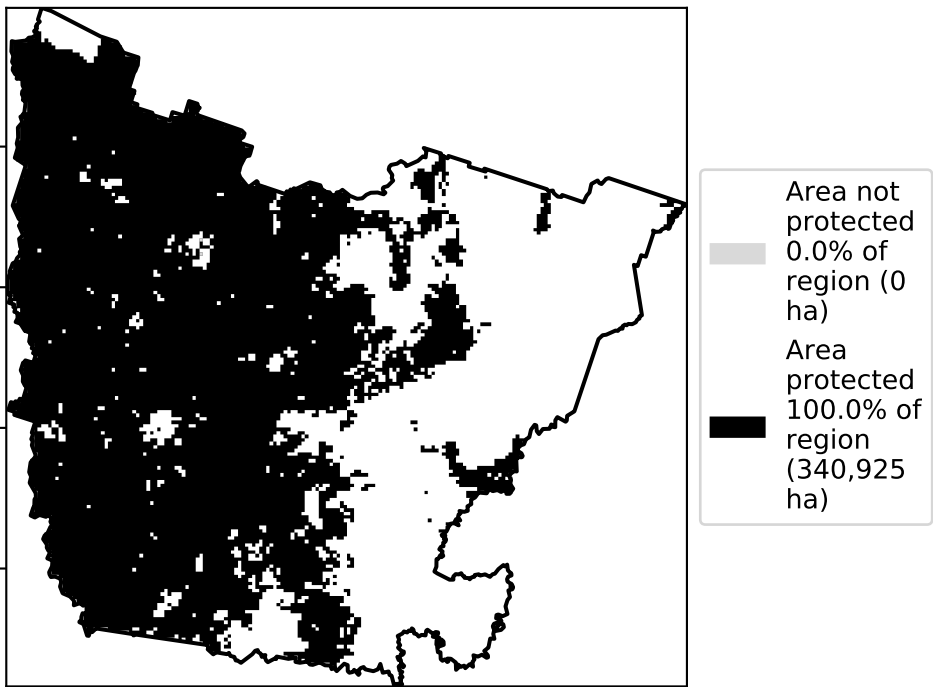 Area not
protected
0.0% of
region (0
ha)
Area
protected
100.0% of
region
(340,925
ha)